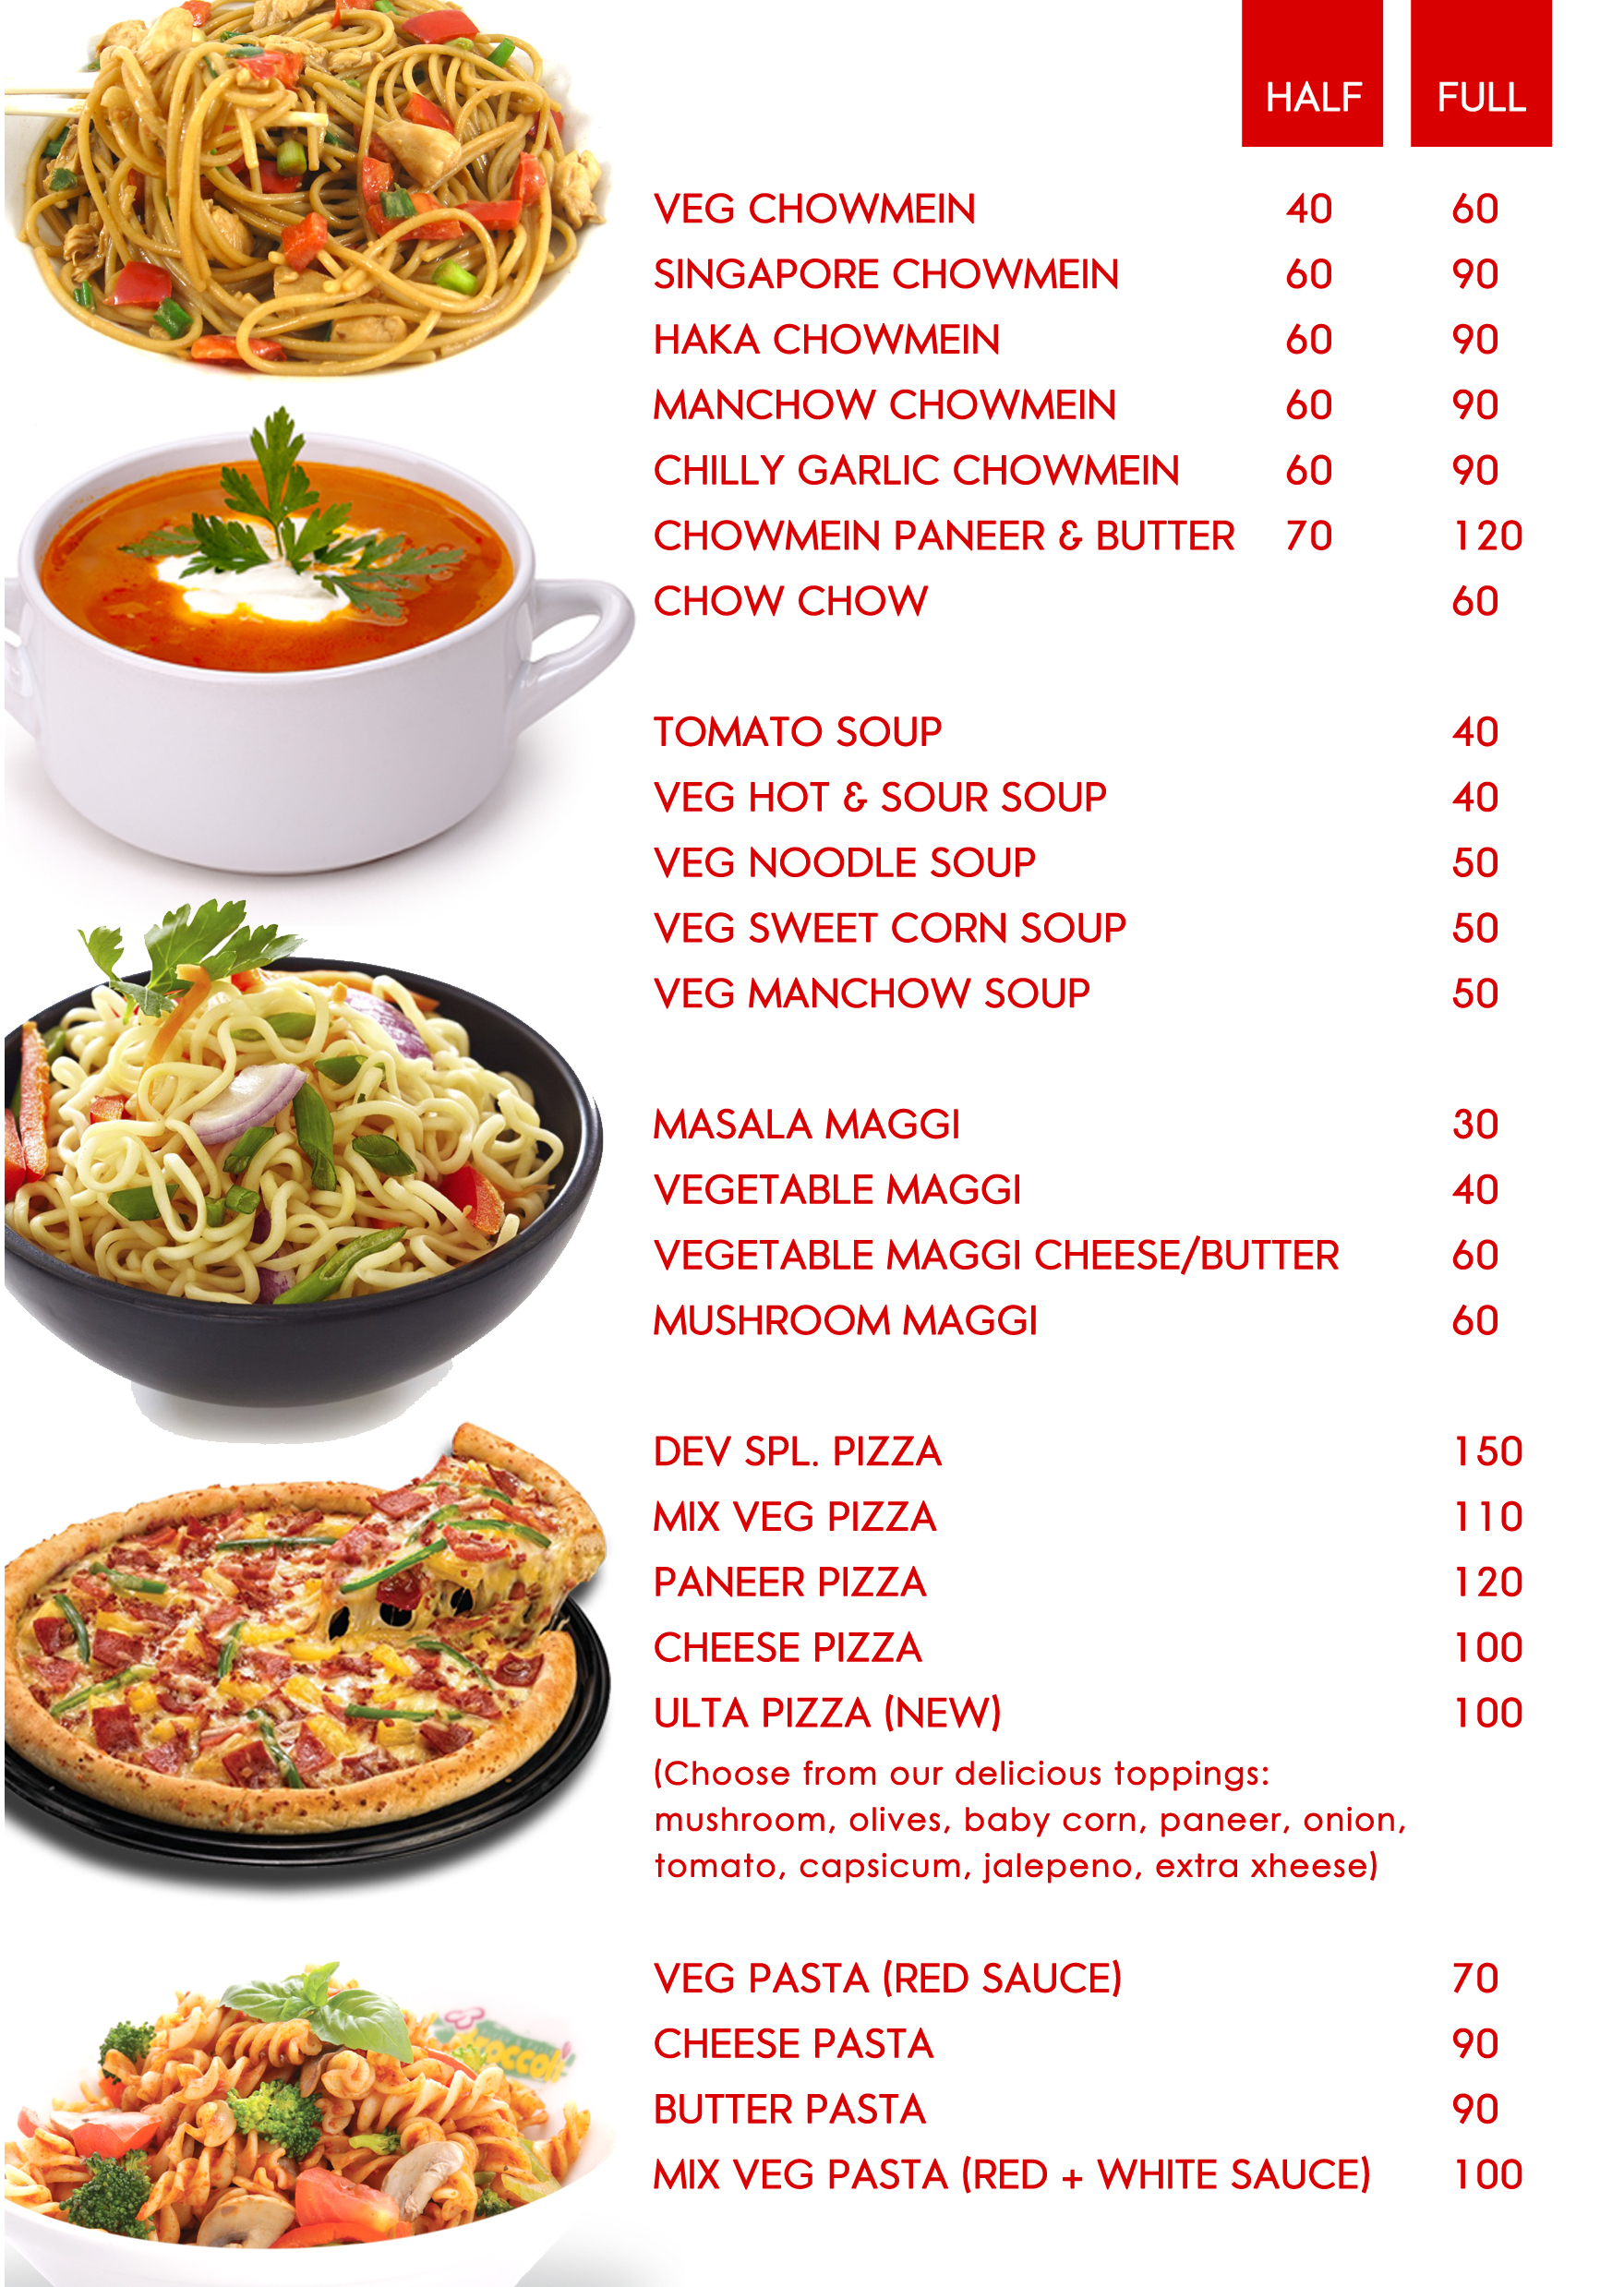 HALF FULL
VEG CHOWMEIN 40 60
SINGAPORE CHOWMEIN 60 90
HAKA CHOWMEIN 60 90
MANCHOW CHOWMEIN 60 90
CHILLY GARLIC CHOWMEIN 60 90
CHOWMEIN PANEER & BUTTER 70 120
CHOW CHOW 60
TOMATO SOUP 40
VEG HOT & SOUR SOUP 40
VEG NOODLE SOUP 50
VEG SWEET CORN SOUP 50
VEG MANCHOW SOUP 50
MASALA MAGGI 30
VEGETABLE MAGGI 40
VEGETABLE MAGGI CHEESE/BUTTER 60
MUSHROOM MAGGI 60
DEV SPL. PIZZA 150
MIX VEG PIZZA 110
PANEER PIZZA 120
CHEESE PIZZA 100
ULTA PIZZA (NEW) 100
(Choose from our delicious toppings:
mushroom, olives, baby corn, paneer, onion,
tomato, capsicum, jalepeno, extra xheese)
VEG PASTA (RED SAUCE) 70
CHEESE PASTA 90
BUTTER PASTA 90
MIX VEG PASTA (RED + WHITE SAUCE) 100